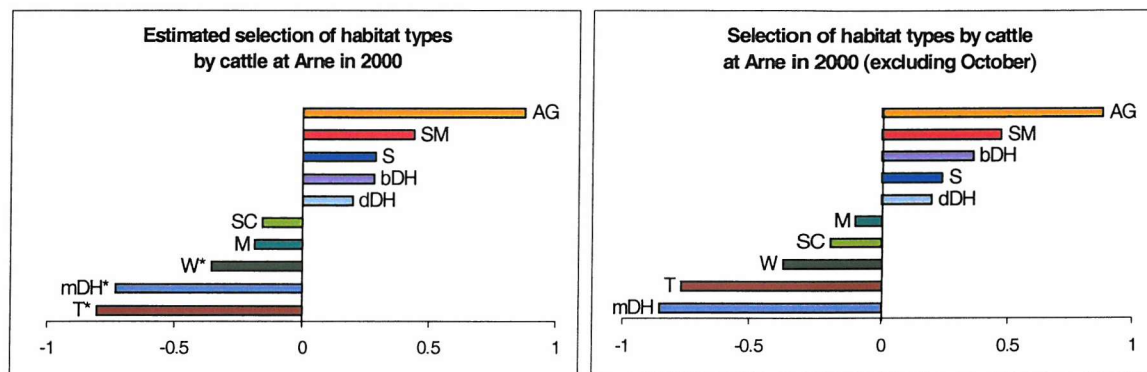 Estimated selection of habitat types
by cattle at Arne in 2000
AG
SM
S
bDH
dDH
SC
M
W*
mDH*
T*
-1 -0.5 0 0.5 1
Selection of habitat types by cattle
at Arne in 2000 (excluding October)
AG
SM
bDH
S
dDH
M
SC
W
T
mDH
-1 -0.5 0 0.5 1